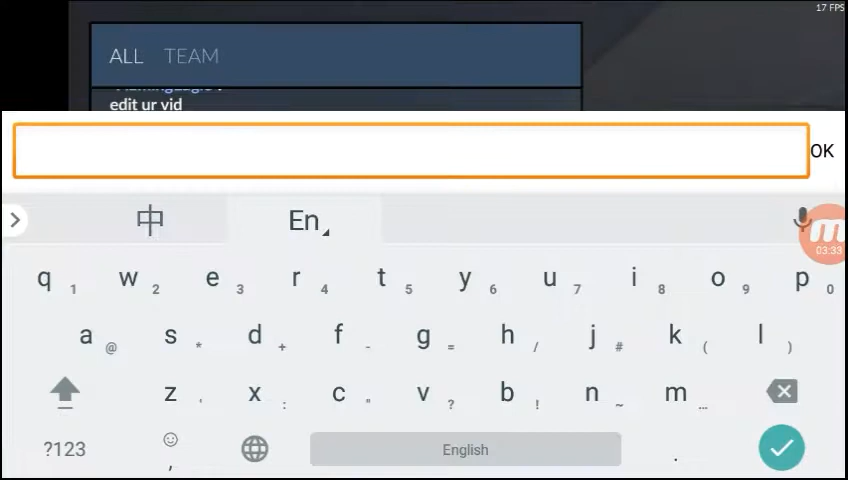 17 FPS
ALL TEAM
edit ur vid
OK
中 En
03:33
q 1 w 2 e 3 r 4 t 5 y 6 u 7 i 8 o 9 p 0
a @ s * d + f - g = h / j # k ( l )
z ' x : c " v ? b ! n ~ m ...
?123 , English .